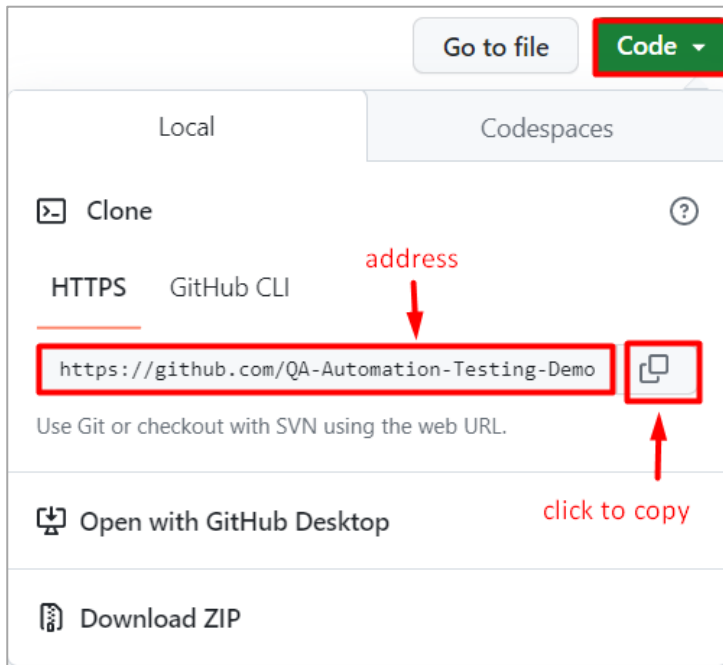 Go to file
Code
Local
Codespaces
Clone
address
HTTPS
GitHub CLI
https://github.com/QA-Automation-Testing-Demo
Use Git or checkout with SVN using the web URL.
Open with GitHub Desktop
click to copy
Download ZIP